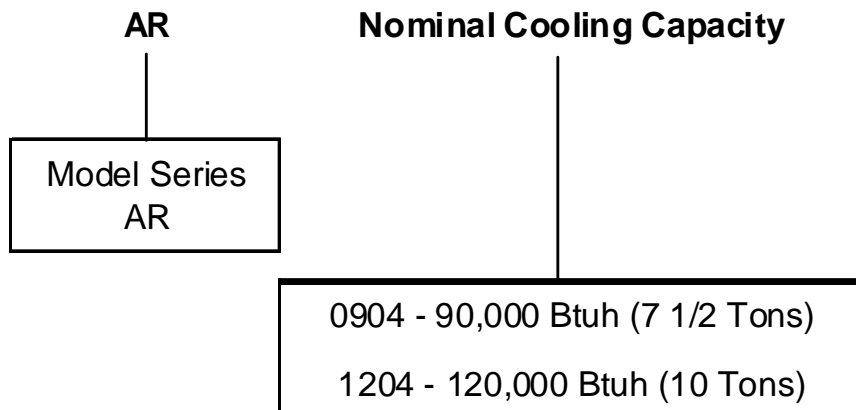 AR
Nominal Cooling Capacity
Model Series
AR
0904 - 90,000 Btuh (7 1/2 Tons)
1204 - 120,000 Btuh (10 Tons)